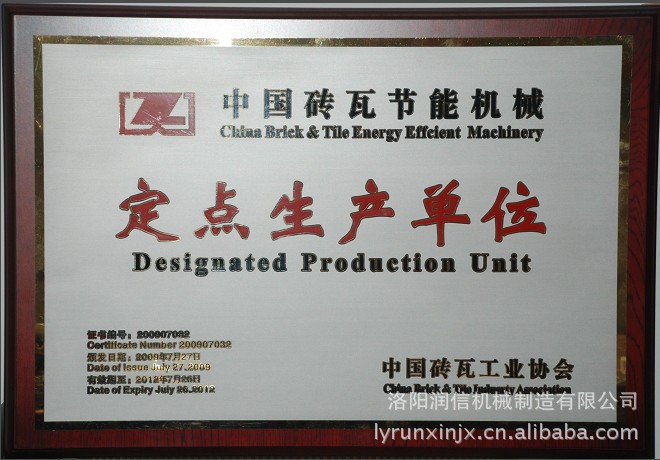 中国砖瓦节能机械
China Brick & Tile Energy Effcient Machinery
定点生产单位
Designated Production Unit
证书编号：200907032
Certificate Number 200907032
颁发日期：2009年7月27日
Date of Issue July 27.2009
有效期至：2012年7月26日
Date of Expiry July 26.2012
中国砖瓦工业协会
China Brick & Tile Industry Association
洛阳润信机械制造有限公司
lyrunxinjx.cn.alibaba.com